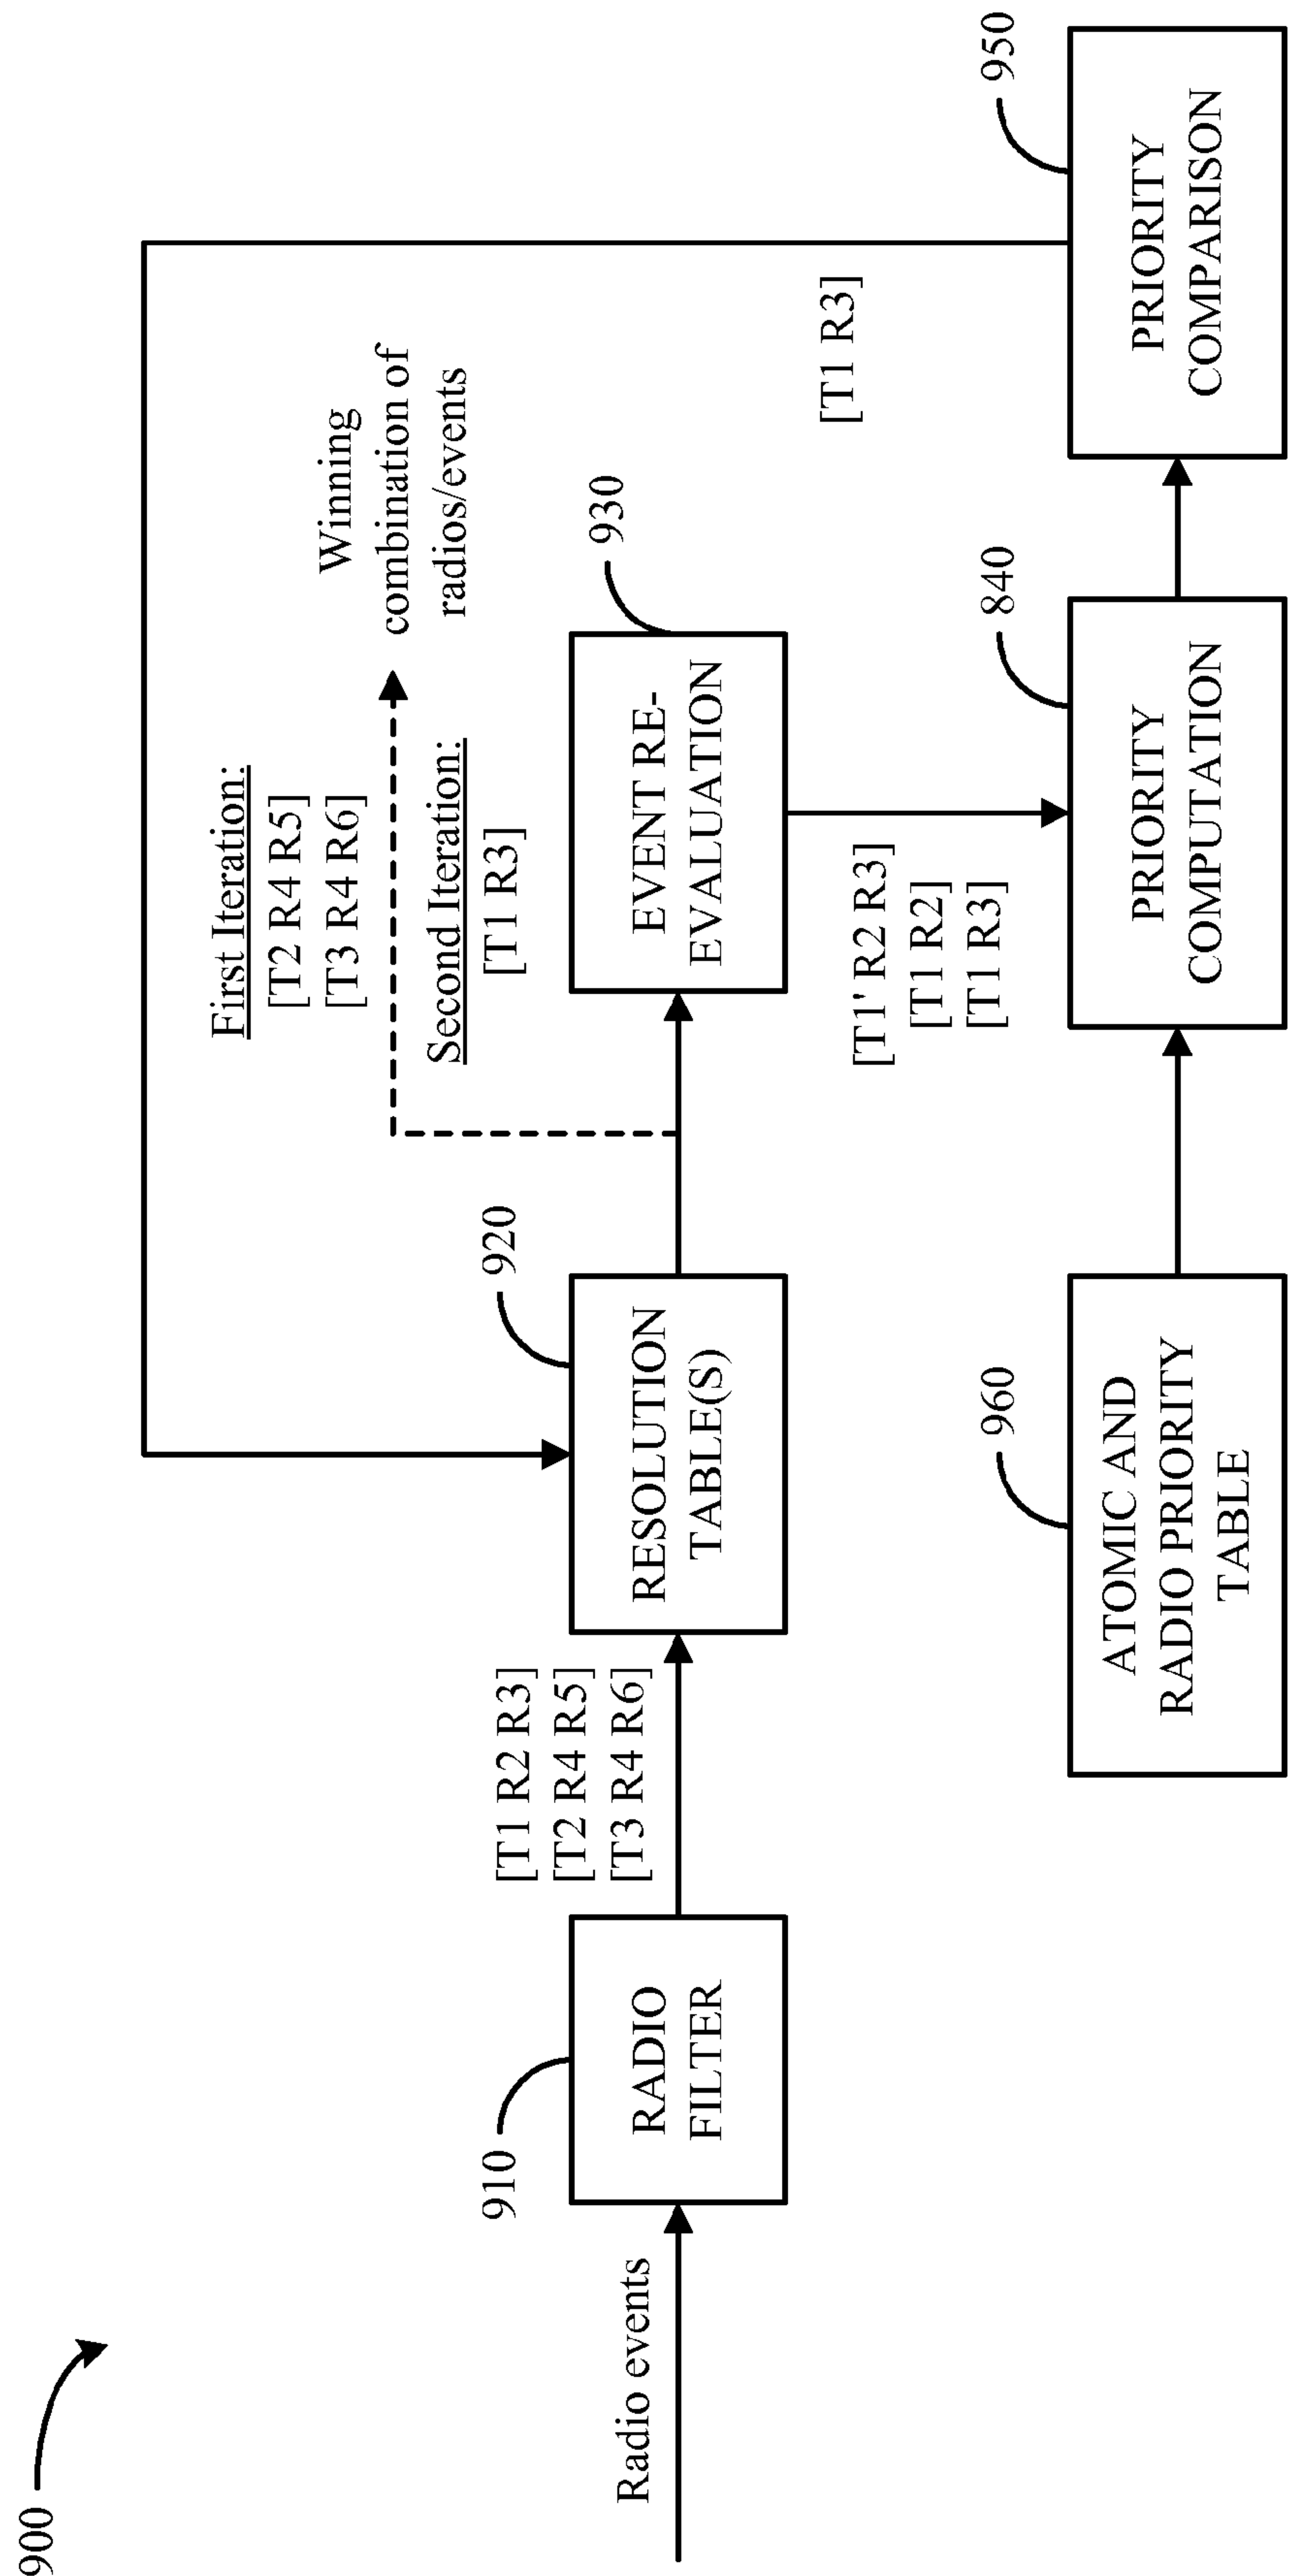 900
First Iteration:
[T2 R4 R5]
[T3 R4 R6]
Winning
combination of
radios/events
Second Iteration:
[T1 R3]
Radio events
910
RADIO
FILTER
[T1 R2 R3]
[T2 R4 R5]
[T3 R4 R6]
920
RESOLUTION
TABLE(S)
930
EVENT RE-
EVALUATION
[T1' R2 R3]
[T1 R2]
[T1 R3]
[T1 R3]
960
ATOMIC AND
RADIO PRIORITY
TABLE
840
PRIORITY
COMPUTATION
950
PRIORITY
COMPARISON